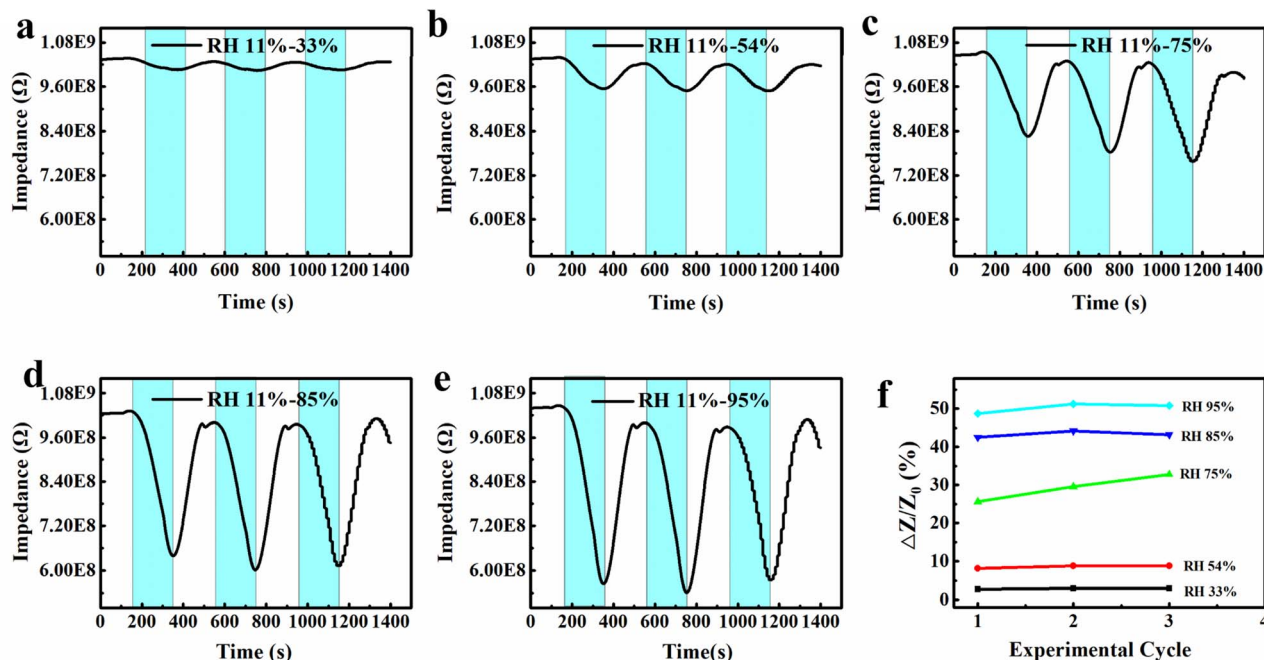 a
RH 11%-33%
1.08E9
9.60E8
8.40E8
7.20E8
6.00E8
Impedance (Ω)
0 200 400 600 800 1000 1200 1400
Time (s)
b
RH 11%-54%
1.08E9
9.60E8
8.40E8
7.20E8
6.00E8
Impedance (Ω)
0 200 400 600 800 1000 1200 1400
Time (s)
c
RH 11%-75%
1.08E9
9.60E8
8.40E8
7.20E8
6.00E8
Impedance (Ω)
0 200 400 600 800 1000 1200 1400
Time (s)
d
RH 11%-85%
1.08E9
9.60E8
8.40E8
7.20E8
6.00E8
Impedance (Ω)
0 200 400 600 800 1000 1200 1400
Time (s)
e
RH 11%-95%
1.08E9
9.60E8
8.40E8
7.20E8
6.00E8
Impedance (Ω)
0 200 400 600 800 1000 1200 1400
Time(s)
f
50
40
30
20
10
0
△Z/Z₀ (%)
RH 95%
RH 85%
RH 75%
RH 54%
RH 33%
1 2 3 4
Experimental Cycle